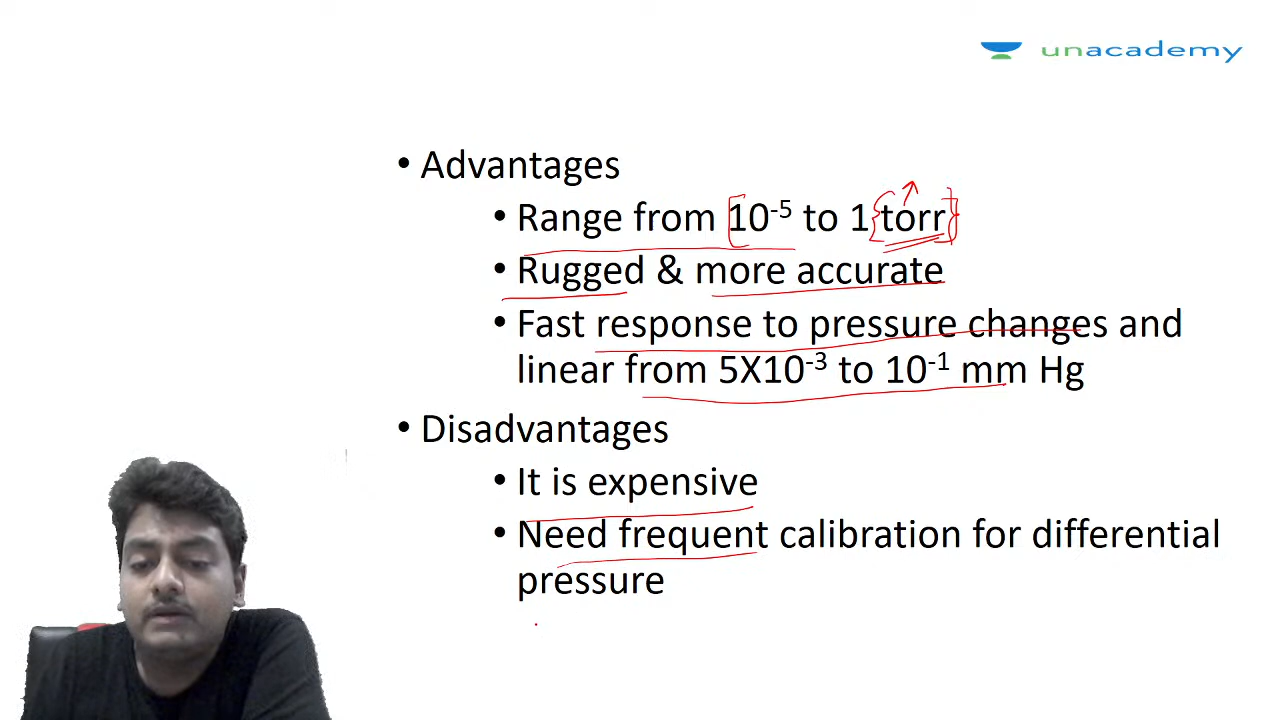 unacademy
• Advantages
• Range from 10⁻⁵ to 1 torr
• Rugged & more accurate
• Fast response to pressure changes and
linear from 5X10⁻³ to 10⁻¹ mm Hg
• Disadvantages
• It is expensive
• Need frequent calibration for differential
pressure